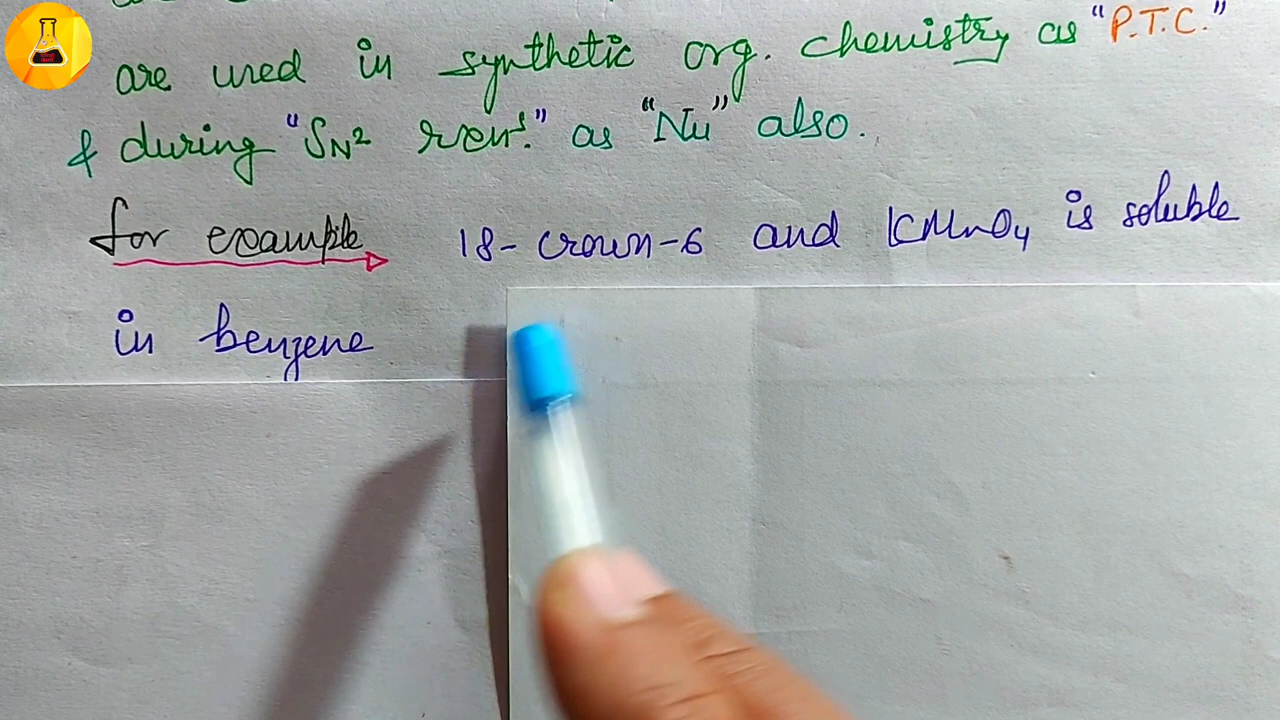 are used in synthetic org. chemistry as "P.T.C."
& during "SN² rxns." as "Nu" also.
for example 18-crown-6 and KMnO₄ is soluble
in benzene